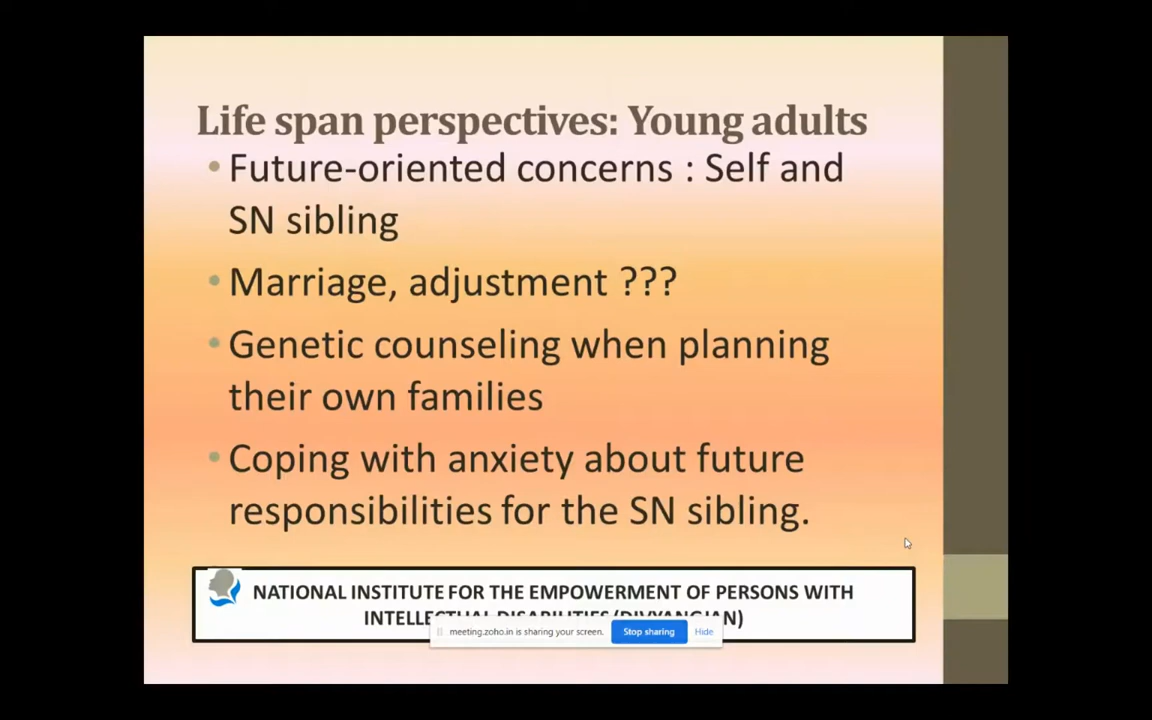 Life span perspectives: Young adults
• Future-oriented concerns : Self and
SN sibling
• Marriage, adjustment ???
• Genetic counseling when planning
their own families
• Coping with anxiety about future
responsibilities for the SN sibling.
NATIONAL INSTITUTE FOR THE EMPOWERMENT OF PERSONS WITH
INTELLECTUAL DISABILITIES (DIVYANGJAN)
meeting.zoho.in is sharing your screen. Stop sharing Hide